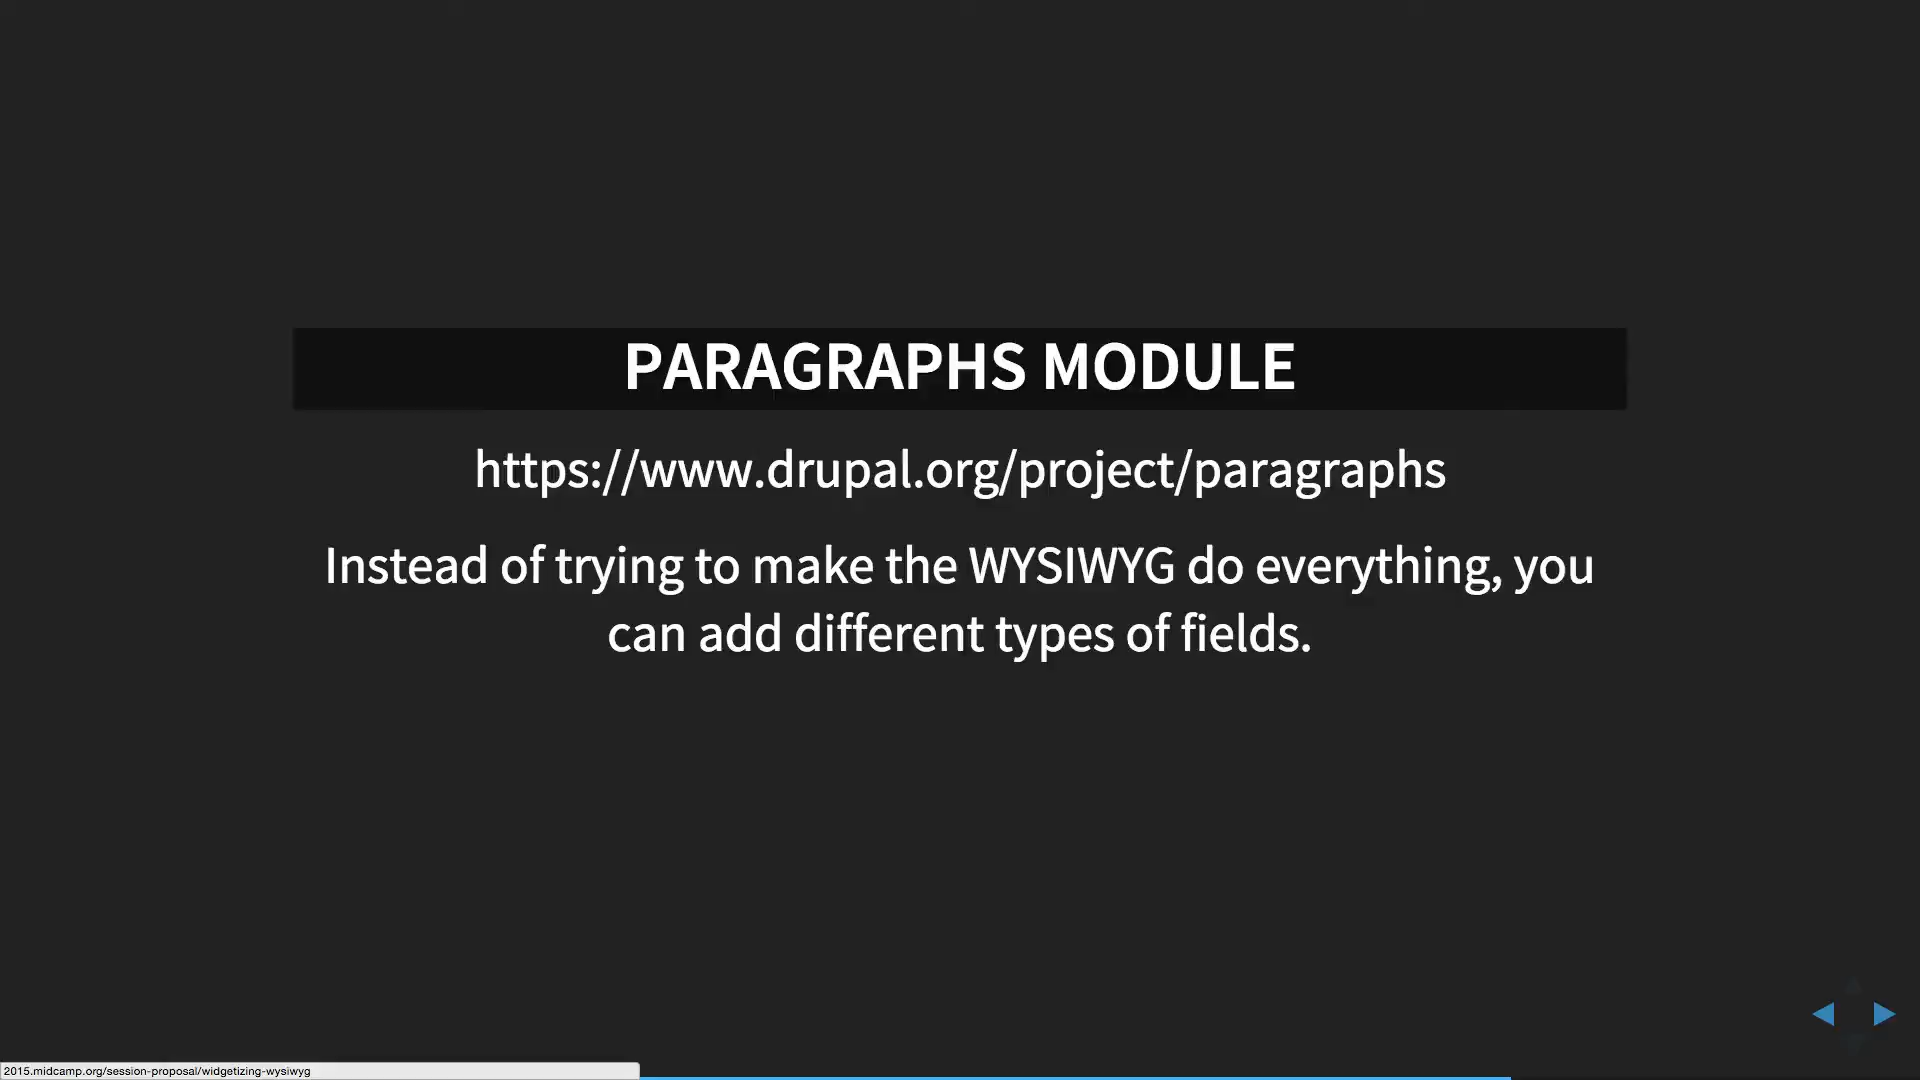 PARAGRAPHS MODULE
https://www.drupal.org/project/paragraphs
Instead of trying to make the WYSIWYG do everything, you
can add different types of fields.
2015.midcamp.org/session-proposal/widgetizing-wysiwyg